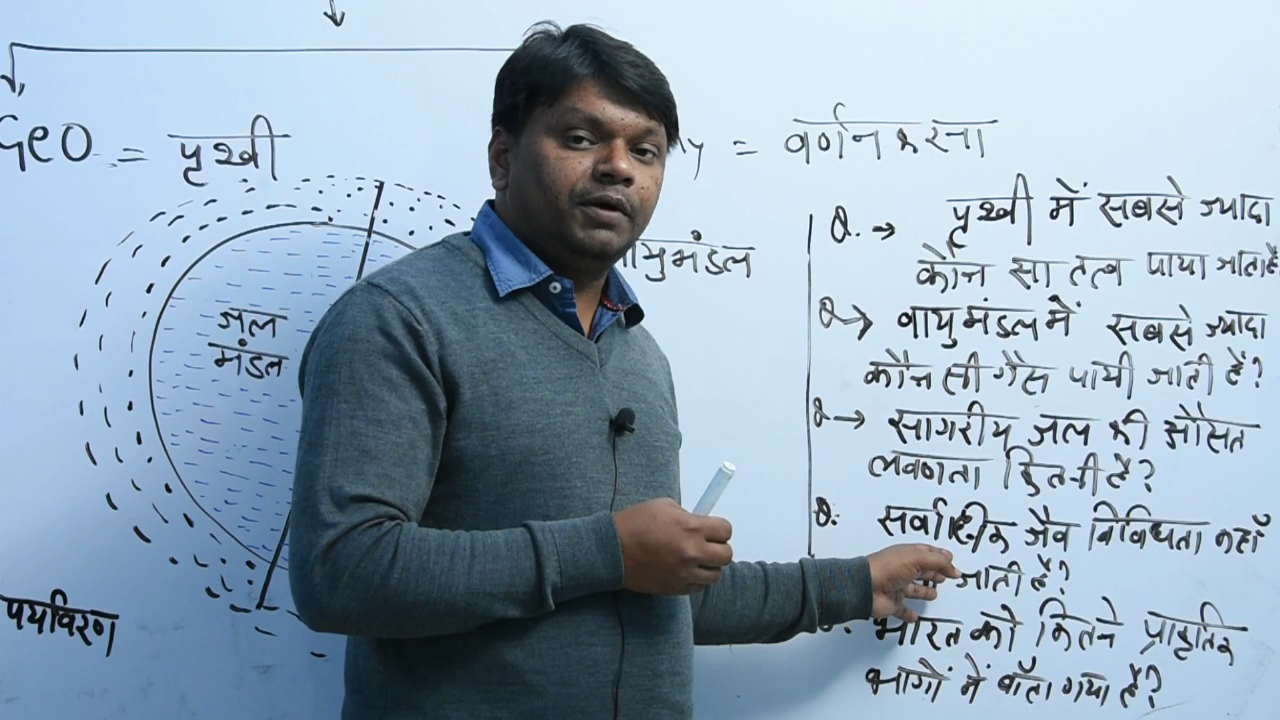 Geo = पृथ्वी
y = वर्णन करना
युमंडल
जल
मंडल
पर्यावरण
Q. → पृथ्वी में सबसे ज्यादा
कौन सा तत्व पाया जाता है
Q → वायुमंडल में सबसे ज्यादा
कौन सी गैस पायी जाती है?
Q → सागरीय जल की औसत
लवणता कितनी है?
Q. सर्वाधिक जैव विविधता कहाँ
जाती है?
भारत को कितने प्राकृतिक
भागों में बाँटा गया है?